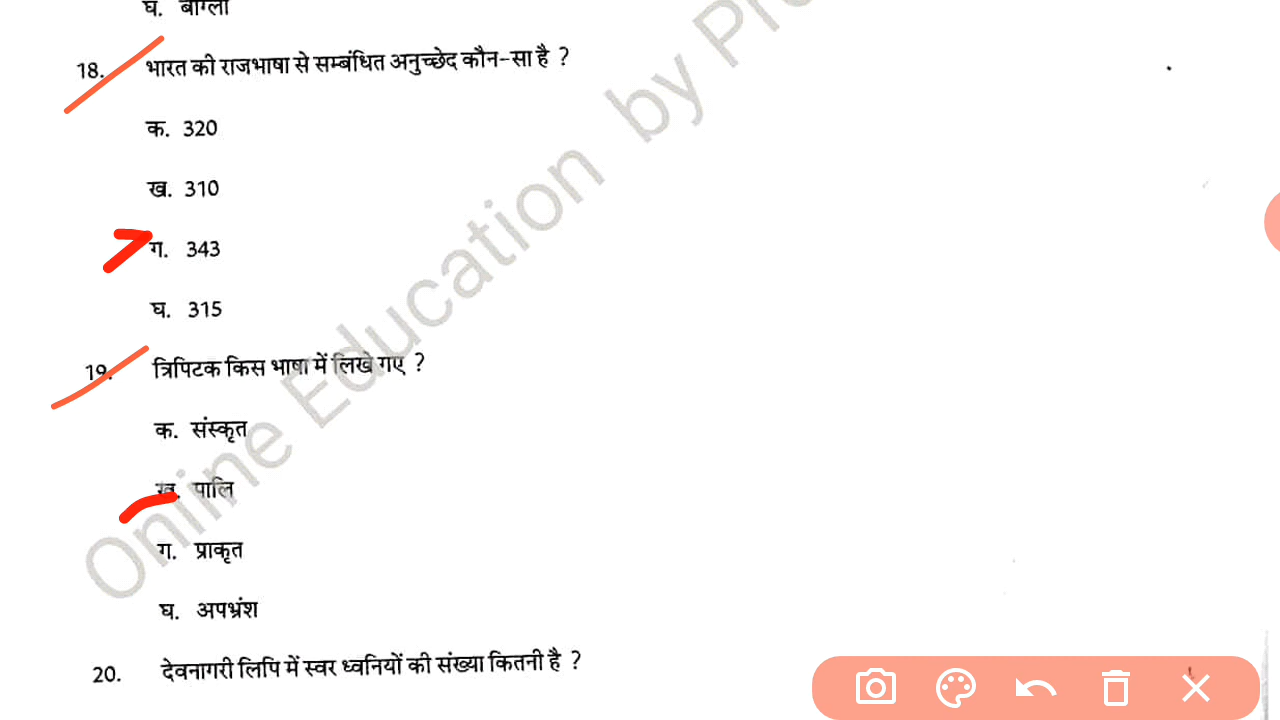 घ. बांग्ला
18. भारत की राजभाषा से सम्बंधित अनुच्छेद कौन-सा है ?
क. 320
ख. 310
ग. 343
घ. 315
19. त्रिपिटक किस भाषा में लिखे गए ?
क. संस्कृत
ख. पालि
ग. प्राकृत
घ. अपभ्रंश
20. देवनागरी लिपि में स्वर ध्वनियों की संख्या कितनी है ?
Online Education by